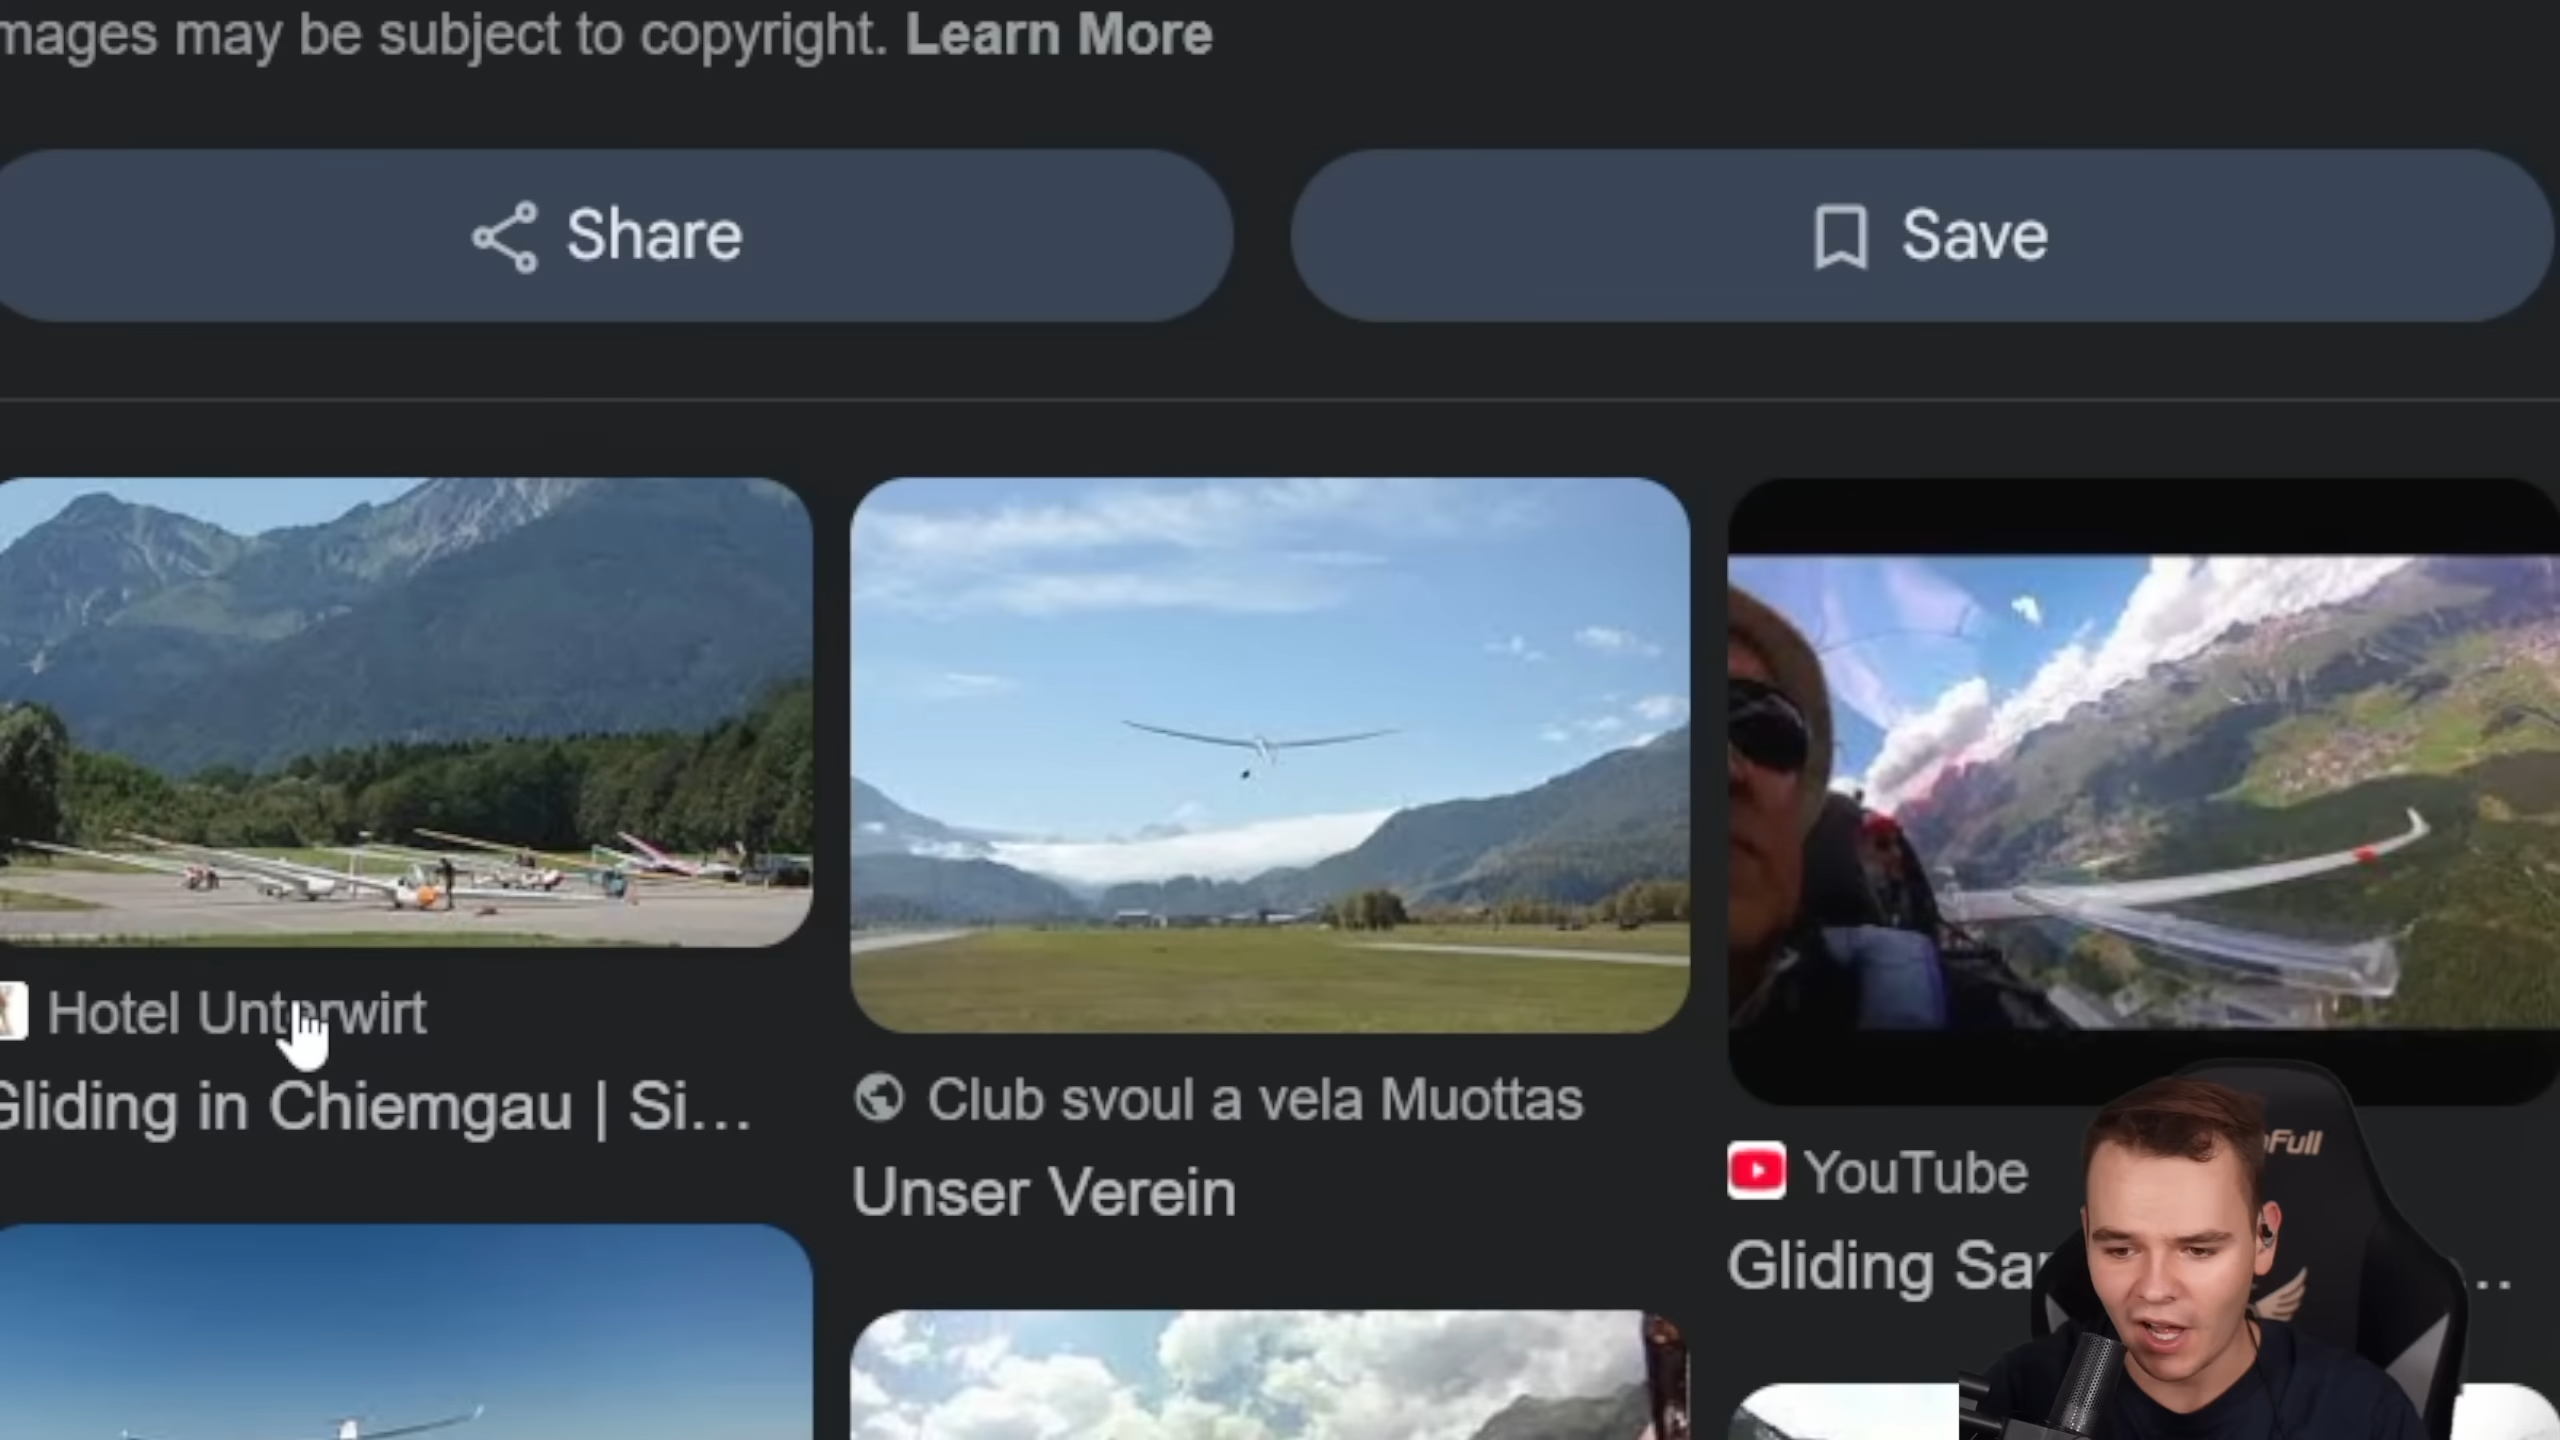 mages may be subject to copyright. Learn More
Share
Save
Hotel Unterwirt
Gliding in Chiemgau | Si...
Club svoul a vela Muottas
Unser Verein
YouTube
Gliding